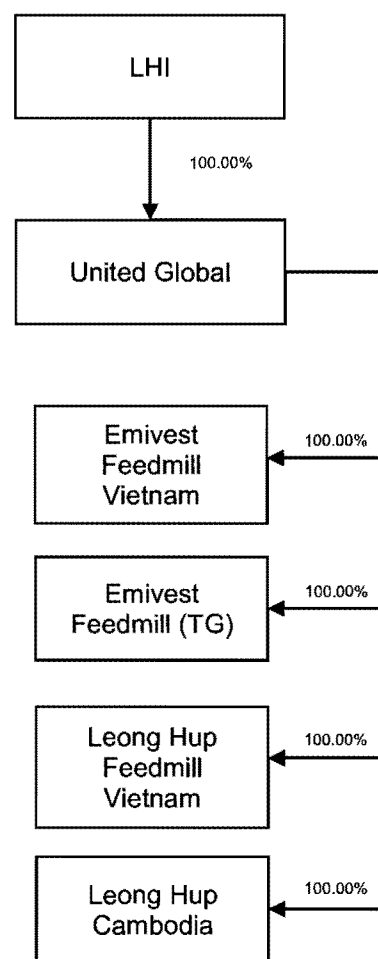 LHI
100.00%
United Global
Emivest
Feedmill
Vietnam
100.00%
Emivest
Feedmill (TG)
100.00%
Leong Hup
Feedmill
Vietnam
100.00%
Leong Hup
Cambodia
100.00%